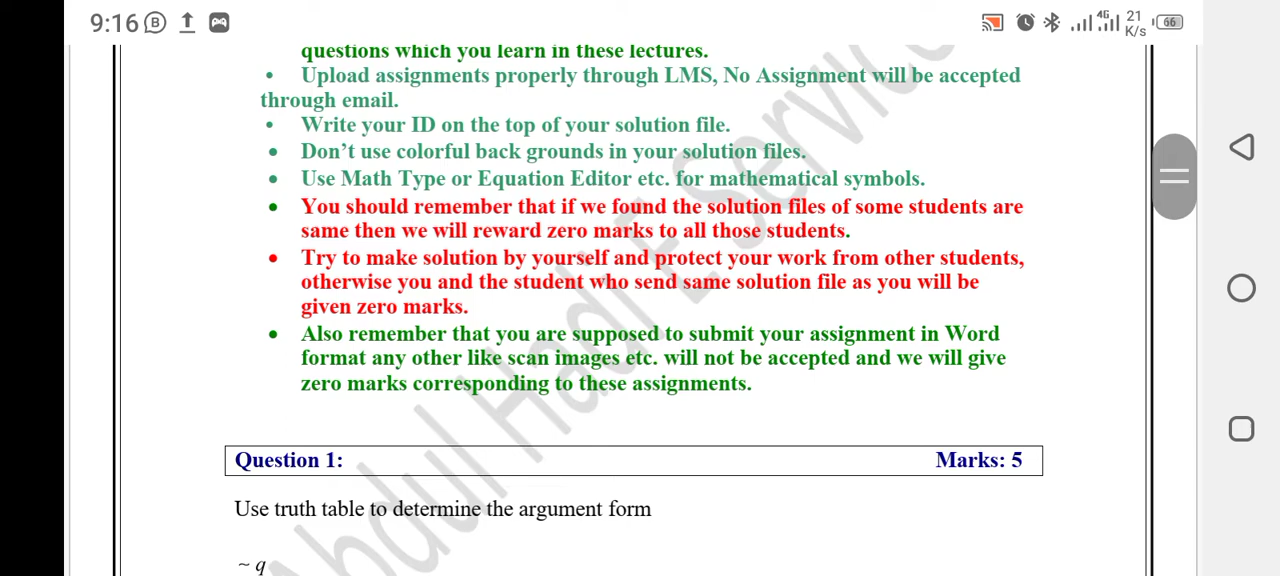 9:16 B 4G 21 K/s 66
questions which you learn in these lectures.
• Upload assignments properly through LMS, No Assignment will be accepted
through email.
• Write your ID on the top of your solution file.
• Don't use colorful back grounds in your solution files.
• Use Math Type or Equation Editor etc. for mathematical symbols.
• You should remember that if we found the solution files of some students are
same then we will reward zero marks to all those students.
• Try to make solution by yourself and protect your work from other students,
otherwise you and the student who send same solution file as you will be
given zero marks.
• Also remember that you are supposed to submit your assignment in Word
format any other like scan images etc. will not be accepted and we will give
zero marks corresponding to these assignments.
Abdul Hadi E Service
Question 1: Marks: 5
Use truth table to determine the argument form
~ q